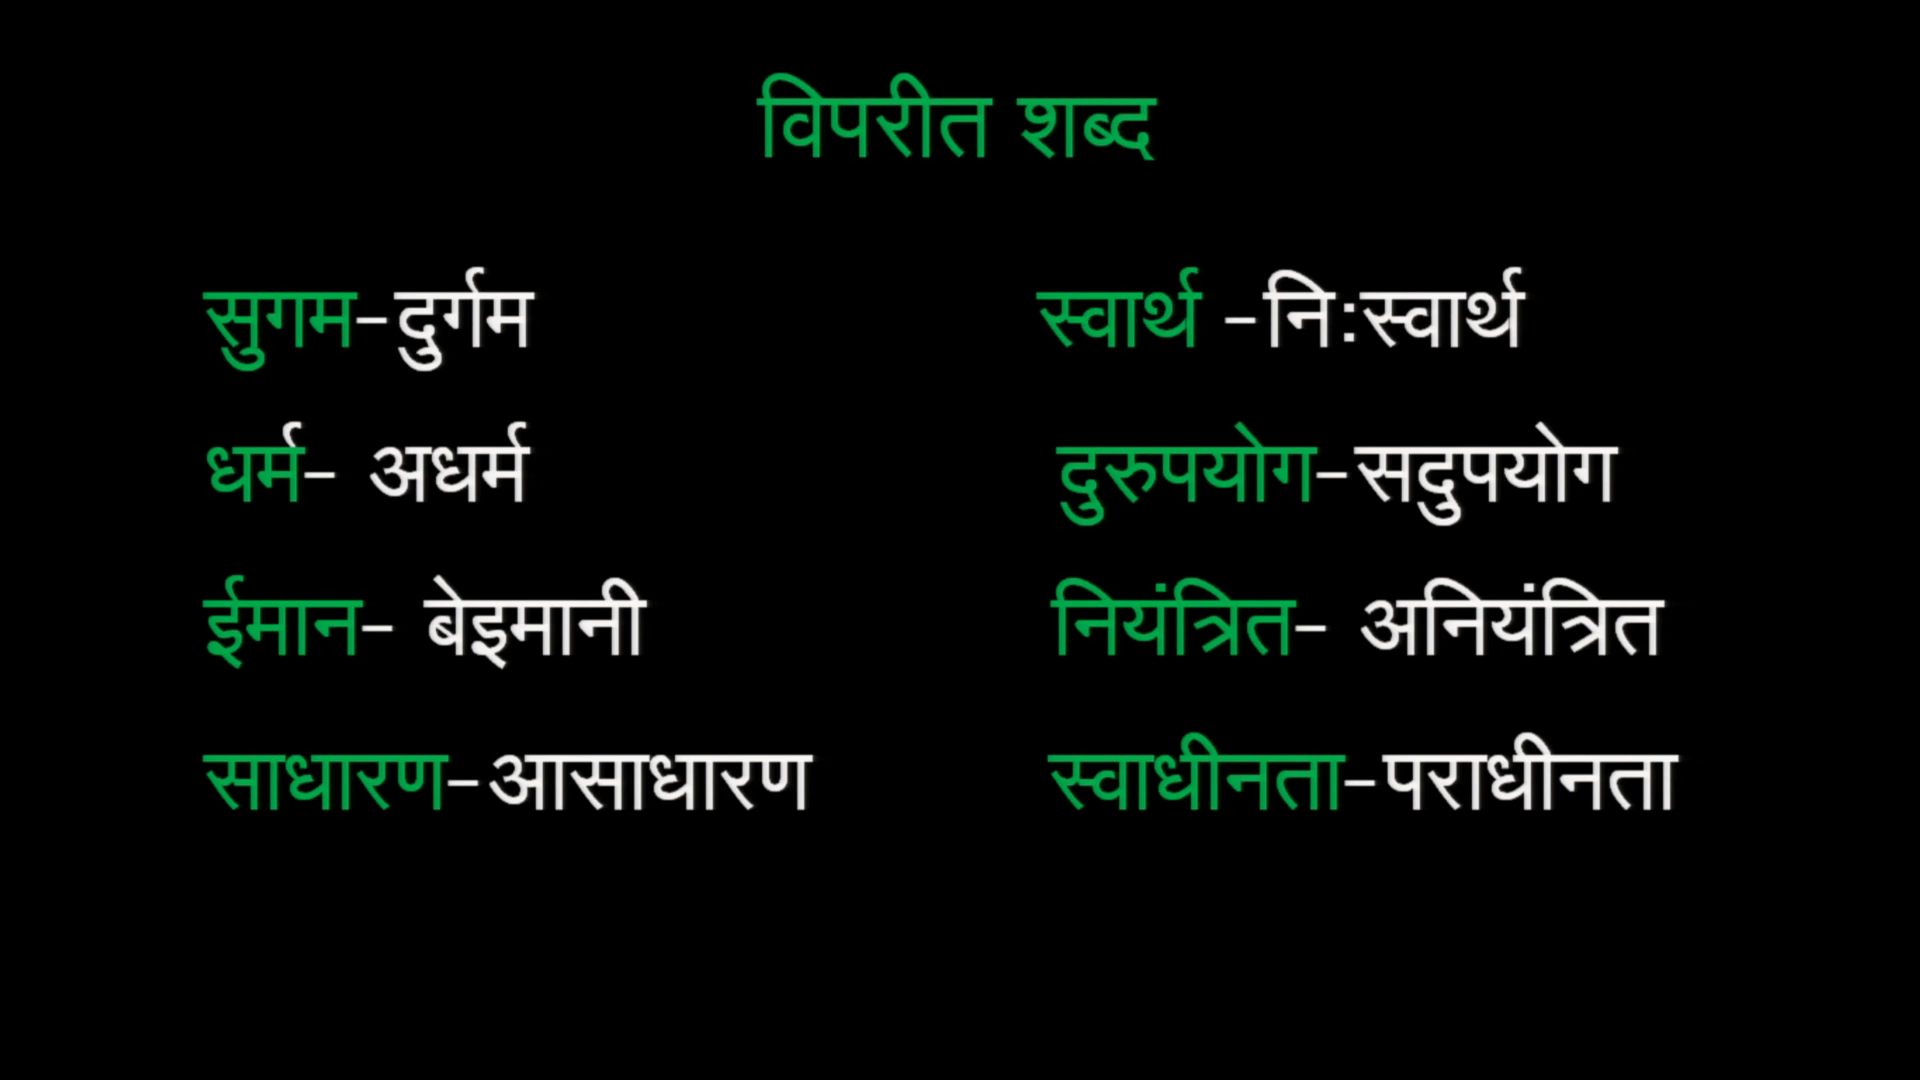 विपरीत शब्द
सुगम-दुर्गम
स्वार्थ -नि:स्वार्थ
धर्म- अधर्म
दुरुपयोग-सदुपयोग
ईमान- बेइमानी
नियंत्रित- अनियंत्रित
साधारण-आसाधारण
स्वाधीनता-पराधीनता